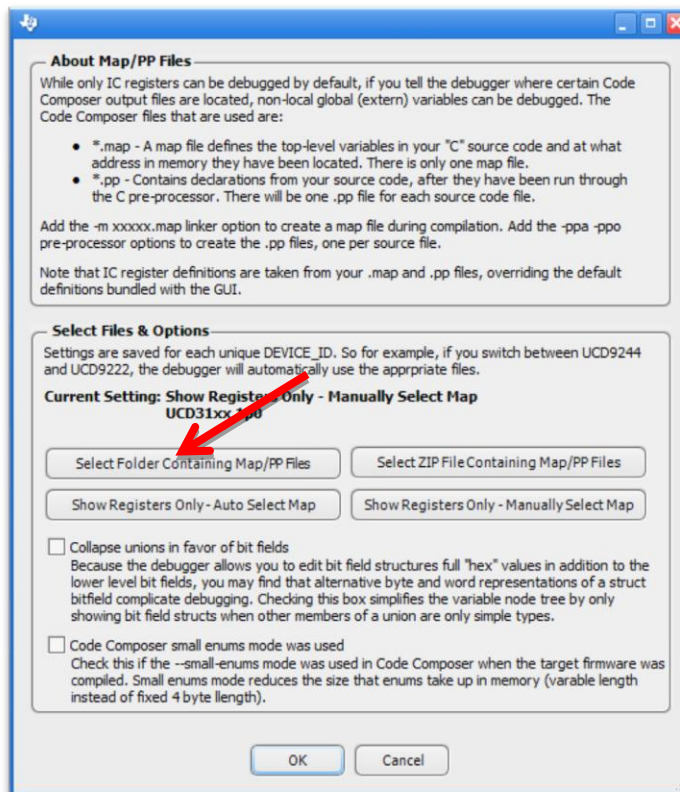 About Map/PP Files
While only IC registers can be debugged by default, if you tell the debugger where certain Code
Composer output files are located, non-local global (extern) variables can be debugged. The
Code Composer files that are used are:
• *.map - A map file defines the top-level variables in your "C" source code and at what
address in memory they have been located. There is only one map file.
• *.pp - Contains declarations from your source code, after they have been run through
the C pre-processor. There will be one .pp file for each source code file.
Add the -m xxxxx.map linker option to create a map file during compilation. Add the -ppa -ppo
pre-processor options to create the .pp files, one per source file.
Note that IC register definitions are taken from your .map and .pp files, overriding the default
definitions bundled with the GUI.
Select Files & Options
Settings are saved for each unique DEVICE_ID. So for example, if you switch between UCD9244
and UCD9222, the debugger will automatically use the apprpriate files.
Current Setting: Show Registers Only - Manually Select Map
UCD31xx 1p0
Select Folder Containing Map/PP Files
Select ZIP File Containing Map/PP Files
Show Registers Only - Auto Select Map
Show Registers Only - Manually Select Map
Collapse unions in favor of bit fields
Because the debugger allows you to edit bit field structures full "hex" values in addition to the
lower level bit fields, you may find that alternative byte and word representations of a struct
bitfield complicate debugging. Checking this box simplifies the variable node tree by only
showing bit field structs when other members of a union are only simple types.
Code Composer small enums mode was used
Check this if the --small-enums mode was used in Code Composer when the target firmware was
compiled. Small enums mode reduces the size that enums take up in memory (varable length
instead of fixed 4 byte llength).
OK
Cancel